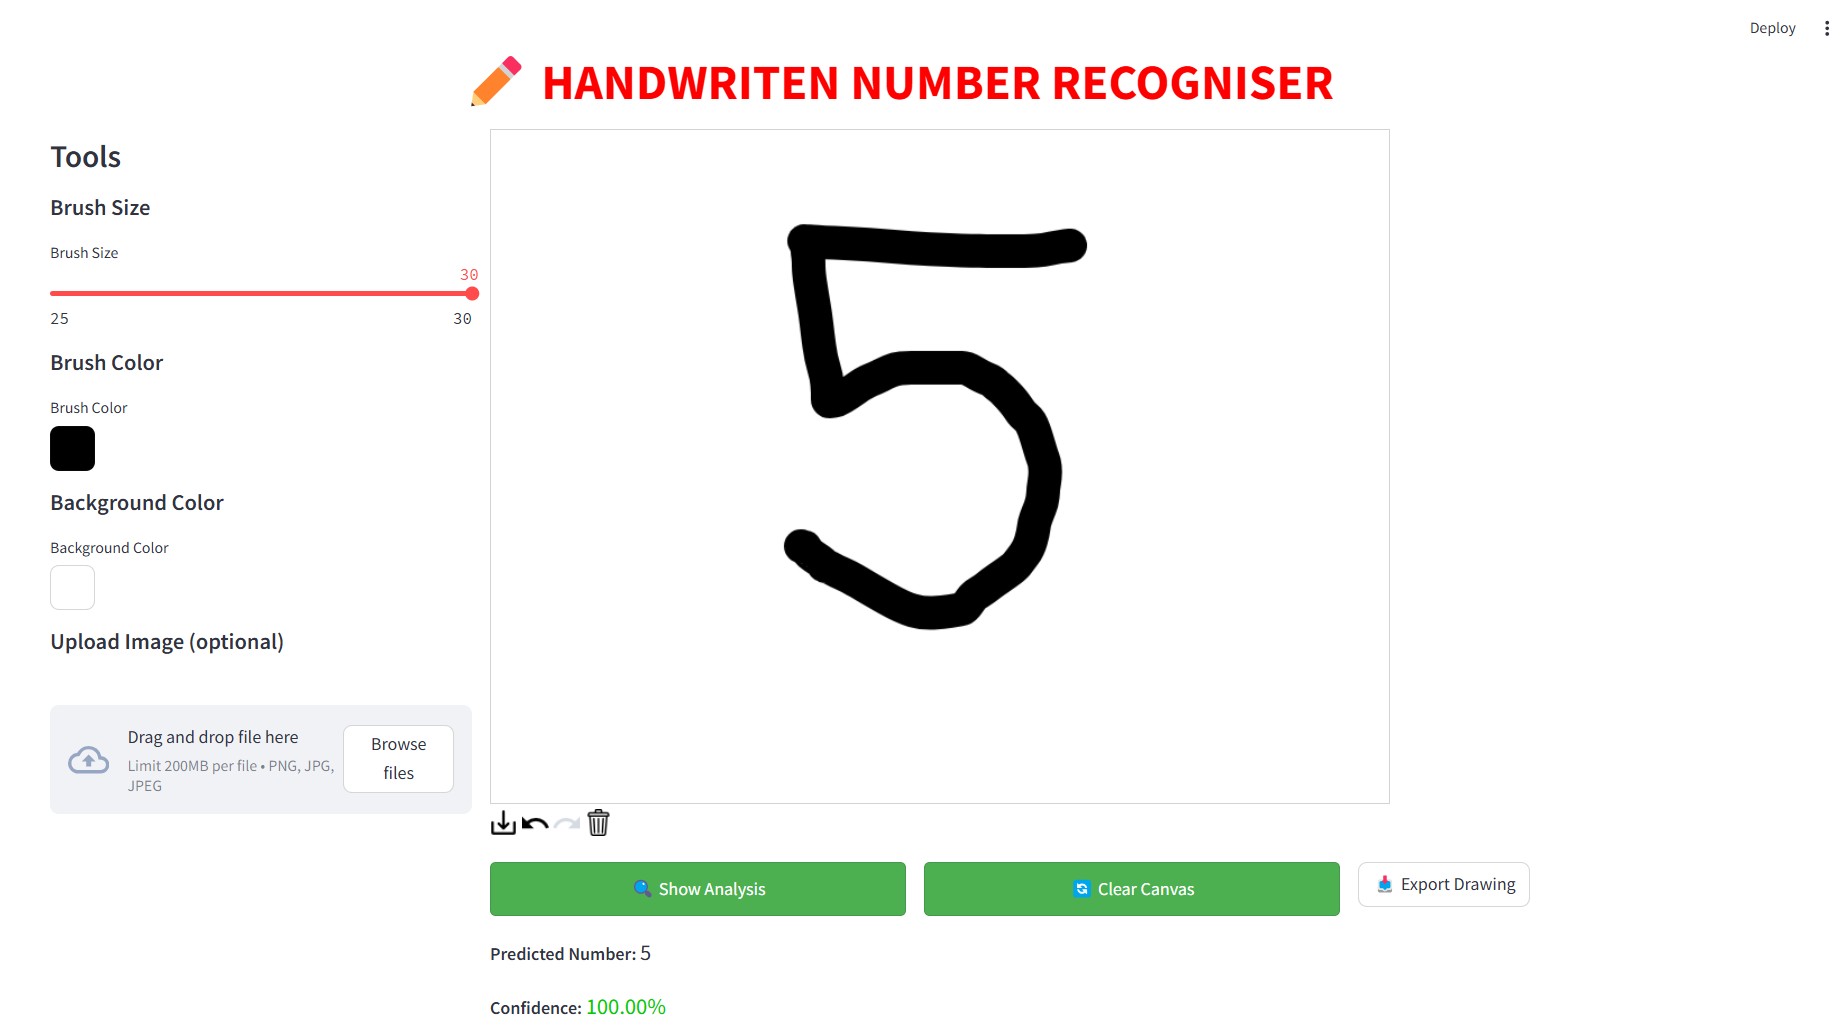 Deploy
HANDWRITEN NUMBER RECOGNISER
Tools
Brush Size
Brush Size
30
25
30
Brush Color
Brush Color
Background Color
Background Color
Upload Image (optional)
Drag and drop file here
Limit 200MB per file • PNG, JPG,
JPEG
Browse
files
5
Show Analysis
Clear Canvas
Export Drawing
Predicted Number: 5
Confidence: 100.00%